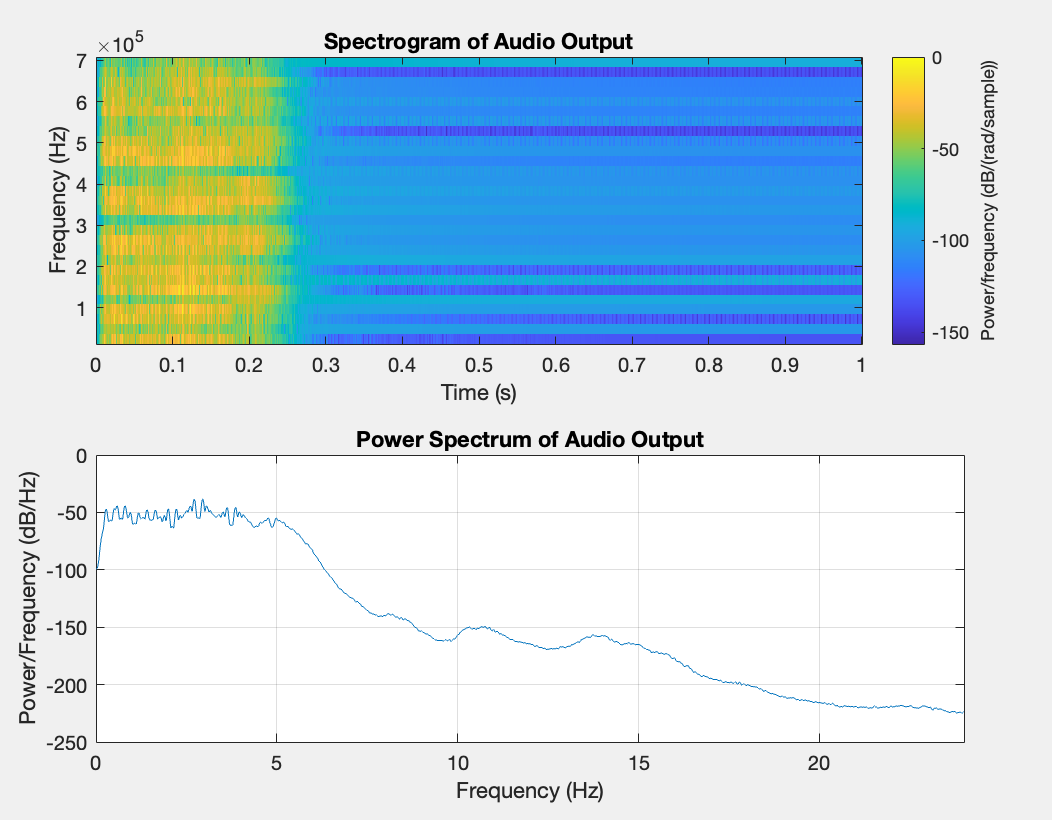 Spectrogram of Audio Output
×10⁵
7
6
5
4
3
2
1
Frequency (Hz)
0 0.1 0.2 0.3 0.4 0.5 0.6 0.7 0.8 0.9 1
Time (s)
0
-50
-100
-150
Power/frequency (dB/(rad/sample))
Power Spectrum of Audio Output
0
-50
-100
-150
-200
-250
Power/Frequency (dB/Hz)
0 5 10 15 20
Frequency (Hz)